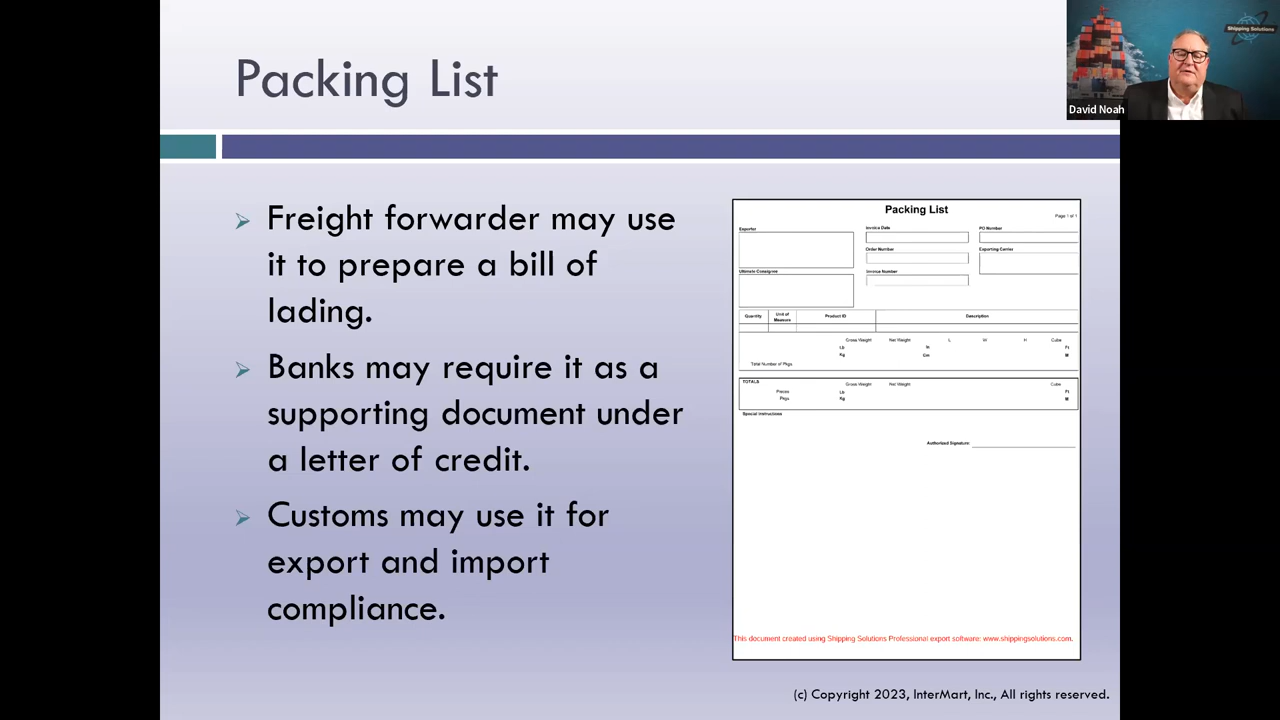 Packing List
Shipping Solutions
David Noah
Freight forwarder may use
it to prepare a bill of
lading.
Banks may require it as a
supporting document under
a letter of credit.
Customs may use it for
export and import
compliance.
Packing List
Page 1 of 1
Exporter
Invoice Date
PO Number
Order Number
Exporting Carrier
Ultimate Consignee
Invoice Number
Quantity
Unit of
Measure
Product ID
Description
Gross Weight Net Weight L W H Cube
Lb In Ft
Kg Cm M
Total Number of Pkgs.
TOTALS Gross Weight Net Weight Cube
Pieces Lb Ft
Pkgs Kg M
Special Instructions
Authorized Signature:
This document created using Shipping Solutions Professional export software: www.shippingsolutions.com.
(c) Copyright 2023, InterMart, Inc., All rights reserved.